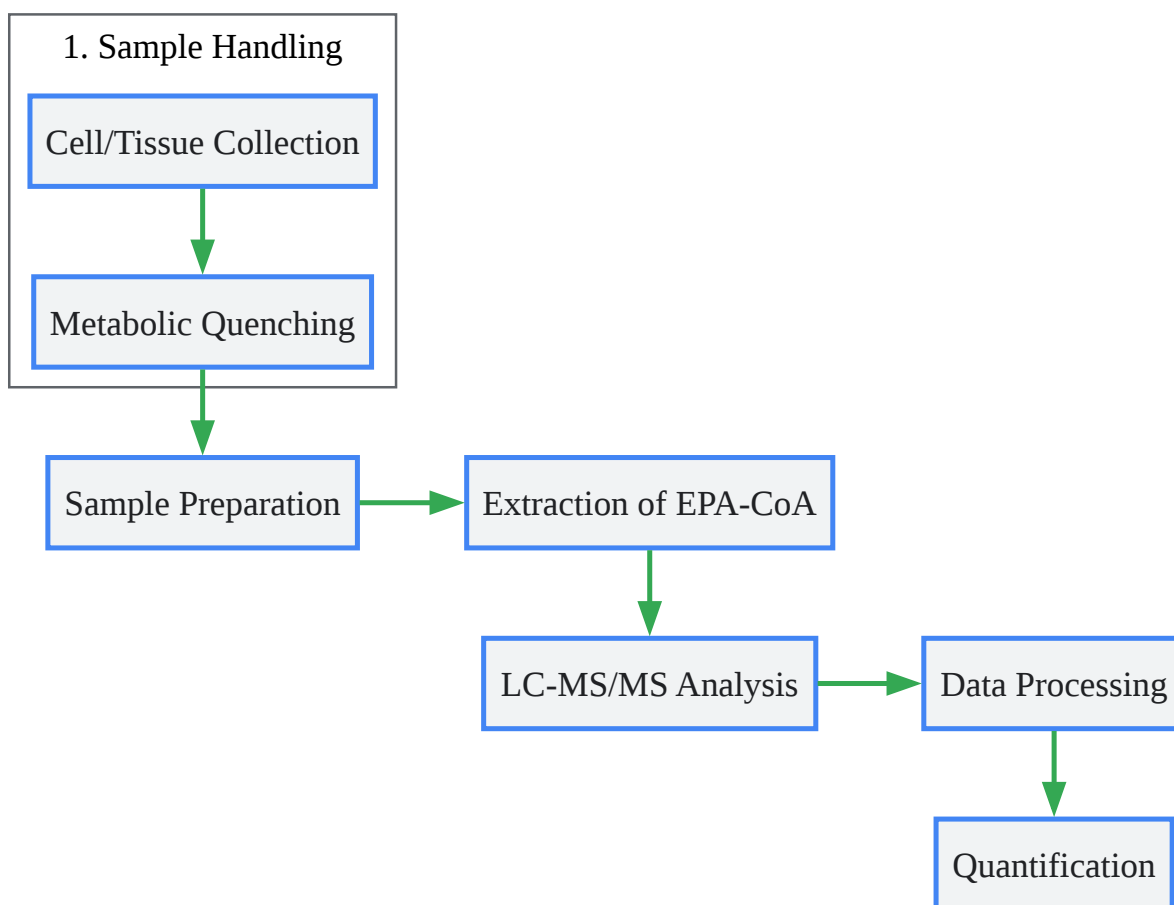 1. Sample Handling
Cell/Tissue Collection
Metabolic Quenching
Sample Preparation
Extraction of EPA-CoA
LC-MS/MS Analysis
Data Processing
Quantification